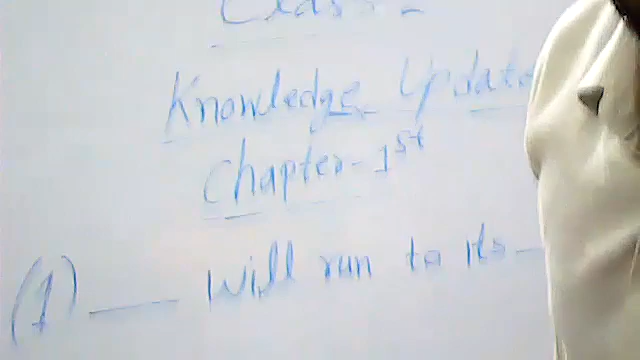 Class -
Knowledge Update
Chapter - 1st
(1) ___ Will run to its -